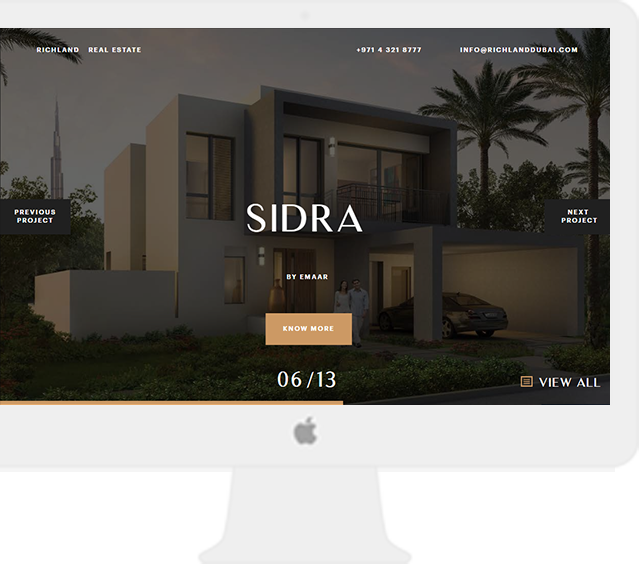 RICHLAND REAL ESTATE
+971 4 321 8777
INFO@RICHLANDDUBAI.COM
PREVIOUS
PROJECT
SIDRA
NEXT
PROJECT
BY EMAAR
KNOW MORE
06/13
VIEW ALL